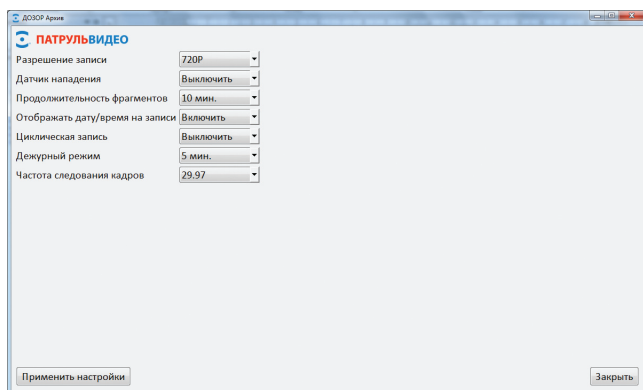 ДОЗОР Архив
ПАТРУЛЬВИДЕО
Разрешение записи 720P
Датчик нападения Выключить
Продолжительность фрагментов 10 мин.
Отображать дату/время на записи Включить
Циклическая запись Выключить
Дежурный режим 5 мин.
Частота следования кадров 29.97
Применить настройки Закрыть